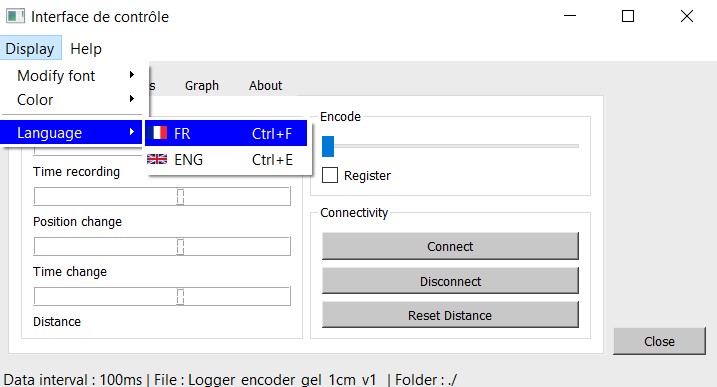 Interface de contrôle
Display Help
Modify font
Color
Language
FR Ctrl+F
ENG Ctrl+E
s Graph About
Time recording
Position change
Time change
Distance
Encode
Register
Connectivity
Connect
Disconnect
Reset Distance
Close
Data interval : 100ms | File : Logger_encoder_gel_1cm_v1 | Folder : ./